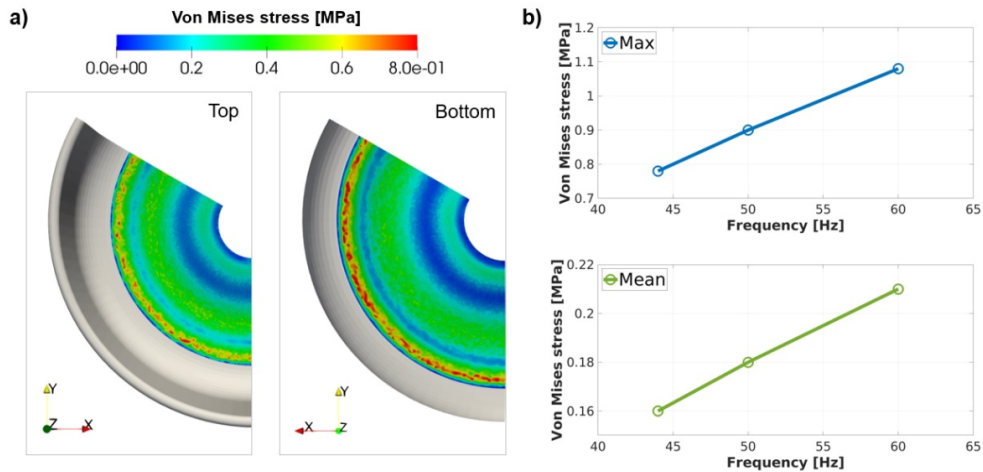 a)
Von Mises stress [MPa]
0.0e+00 0.2 0.4 0.6 8.0e-01
Top
Y
Z X
Bottom
Y
X Z
b)
Von Mises stress [MPa]
1.2
1.1
1
0.9
0.8
0.7
Max
40 45 50 55 60 65
Frequency [Hz]
Von Mises stress [MPa]
0.22
0.2
0.18
0.16
Mean
40 45 50 55 60 65
Frequency [Hz]